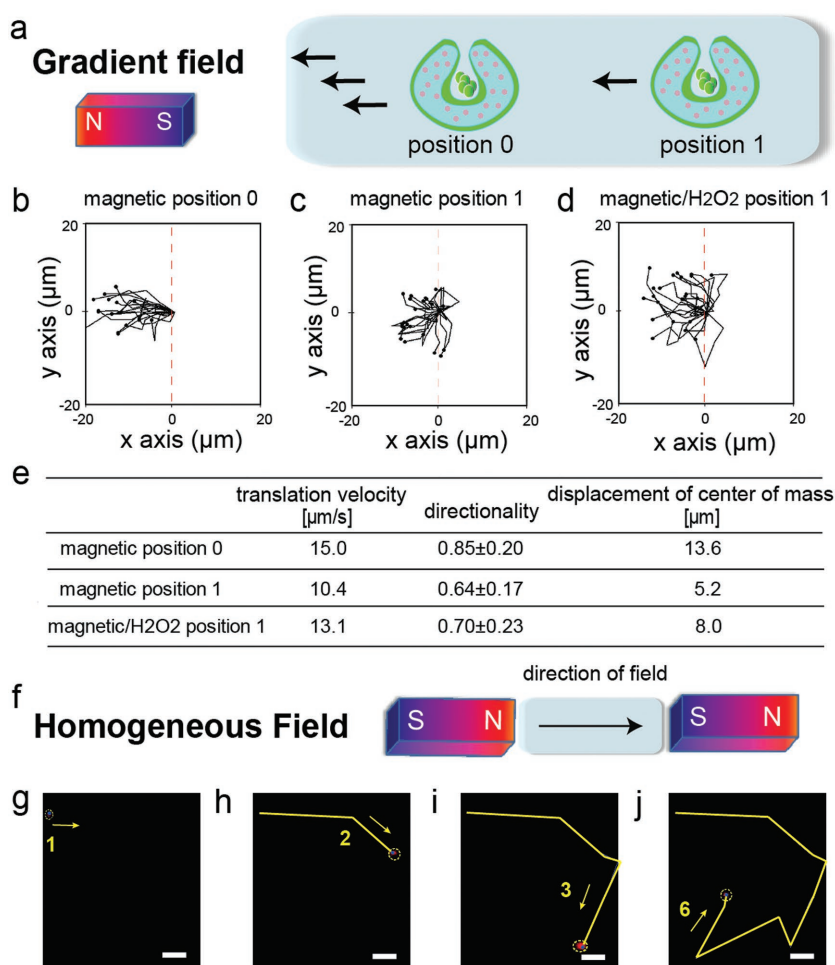 a
Gradient field
N S
position 0
position 1
b
magnetic position 0
20
0
-20
-20 0 20
y axis (µm)
x axis (µm)
c
magnetic position 1
20
0
-20
-20 0 20
y axis (µm)
x axis (µm)
d
magnetic/H2O2 position 1
20
0
-20
-20 0 20
y axis (µm)
x axis (µm)
e
translation velocity [µm/s] directionality displacement of center of mass [µm]
magnetic position 0 15.0 0.85±0.20 13.6
magnetic position 1 10.4 0.64±0.17 5.2
magnetic/H2O2 position 1 13.1 0.70±0.23 8.0
f
Homogeneous Field
direction of field
S N
S N
g
1
h
2
i
3
j
6